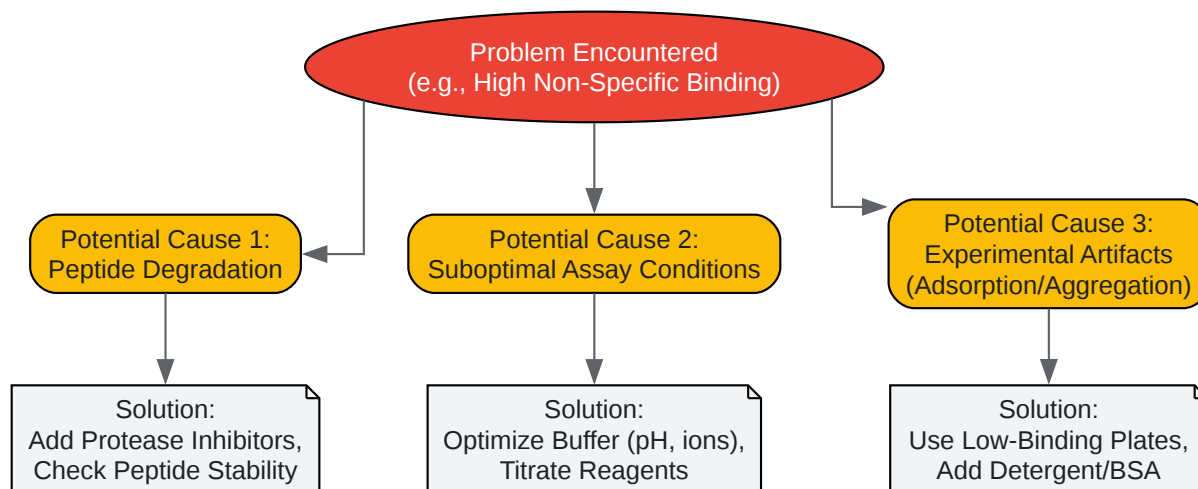 Problem Encountered
(e.g., High Non-Specific Binding)
Potential Cause 1:
Peptide Degradation
Potential Cause 2:
Suboptimal Assay Conditions
Potential Cause 3:
Experimental Artifacts
(Adsorption/Aggregation)
Solution:
Add Protease Inhibitors,
Check Peptide Stability
Solution:
Optimize Buffer (pH, ions),
Titrate Reagents
Solution:
Use Low-Binding Plates,
Add Detergent/BSA